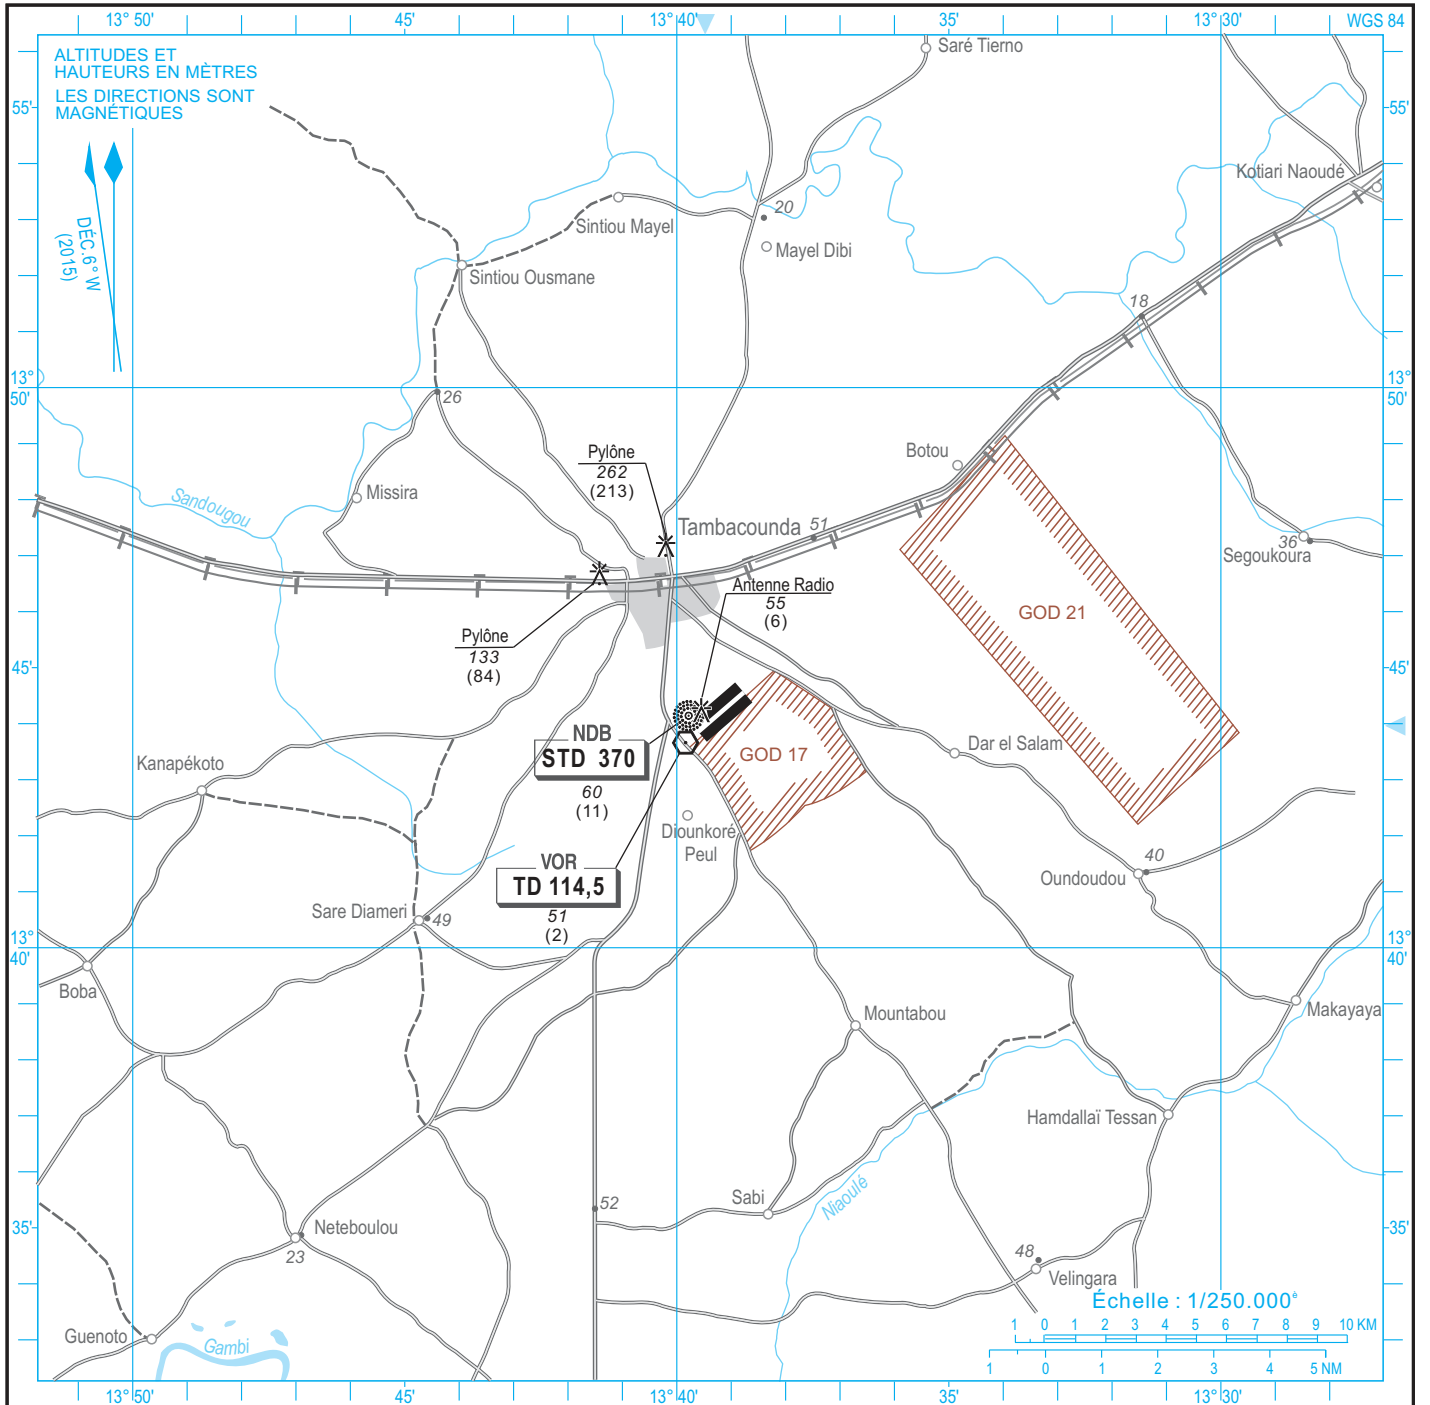 13° 50'
45'
13° 40'
35'
13° 30'
WGS 84
ALTITUDES ET
HAUTEURS EN MÈTRES
LES DIRECTIONS SONT
MAGNÉTIQUES
DÉC.6° W
(2015)
Saré Tierno
55'
55'
Kotiari Naoudé
20
Sintiou Mayel
Mayel Dibi
Sintiou Ousmane
18
13°
50'
13°
50'
26
Pylône
262
(213)
Botou
Missira
Sandougou
Tambacounda
51
36
Segoukoura
Antenne Radio
55
(6)
GOD 21
Pylône
133
(84)
45'
45'
NDB
STD 370
60
(11)
GOD 17
Dar el Salam
Kanapékoto
Diounkoré
Peul
VOR
TD 114,5
51
(2)
40
Oundoudou
Sare Diameri
49
13°
40'
13°
40'
Boba
Mountabou
Makayaya
Hamdallaï Tessan
Niaoulé
Sabi
52
35'
35'
Neteboulou
23
48
Velingara
Échelle : 1/250.000è
1 0 1 2 3 4 5 6 7 8 9 10 KM
1 0 1 2 3 4 5 NM
Guenoto
Gambi
13° 50'
45'
13° 40'
35'
13° 30'